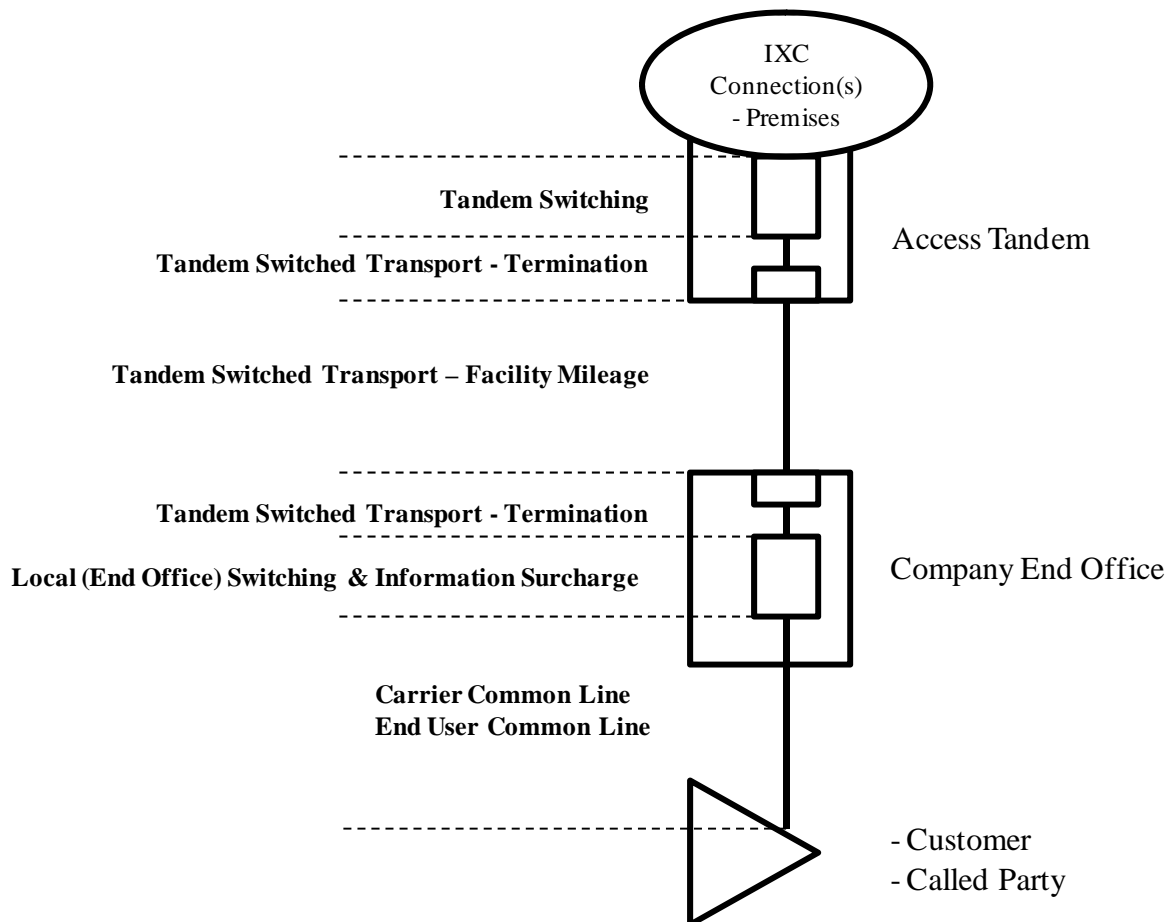 IXC
Connection(s)
- Premises
Tandem Switching
Access Tandem
Tandem Switched Transport - Termination
Tandem Switched Transport – Facility Mileage
Tandem Switched Transport - Termination
Local (End Office) Switching & Information Surcharge
Company End Office
Carrier Common Line
End User Common Line
- Customer
- Called Party